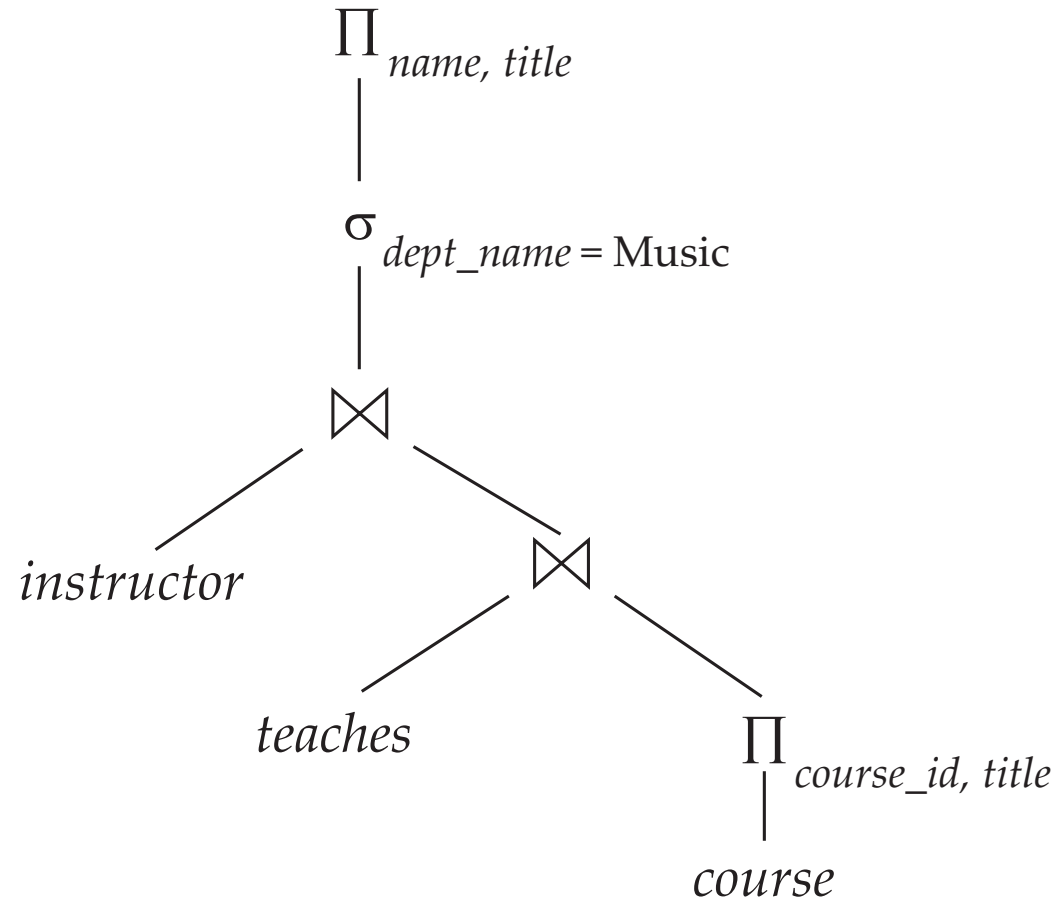 Π name, title
σ dept_name = Music
⋈
instructor
⋈
teaches
Π course_id, title
course